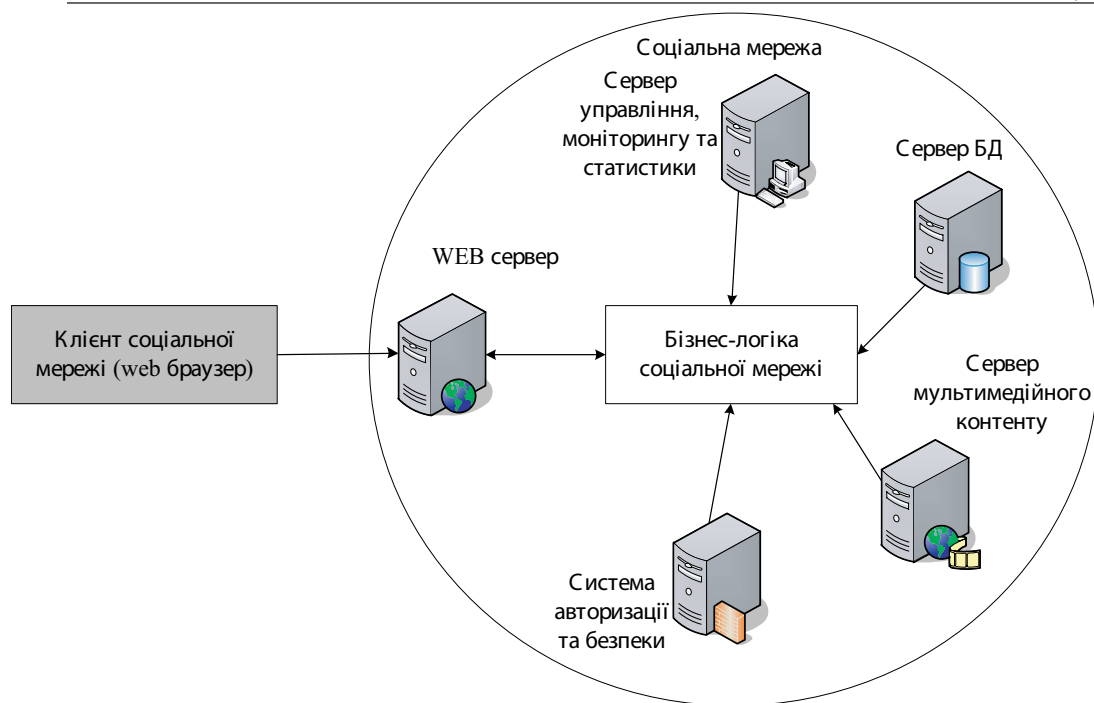 Соціальна мережа
Сервер
управління,
моніторингу та
статистики
Сервер БД
WEB сервер
Клієнт соціальної
мережі (web браузер)
Бізнес-логіка
соціальної мережі
Сервер
мультимедійного
контенту
Система
авторизації
та безпеки